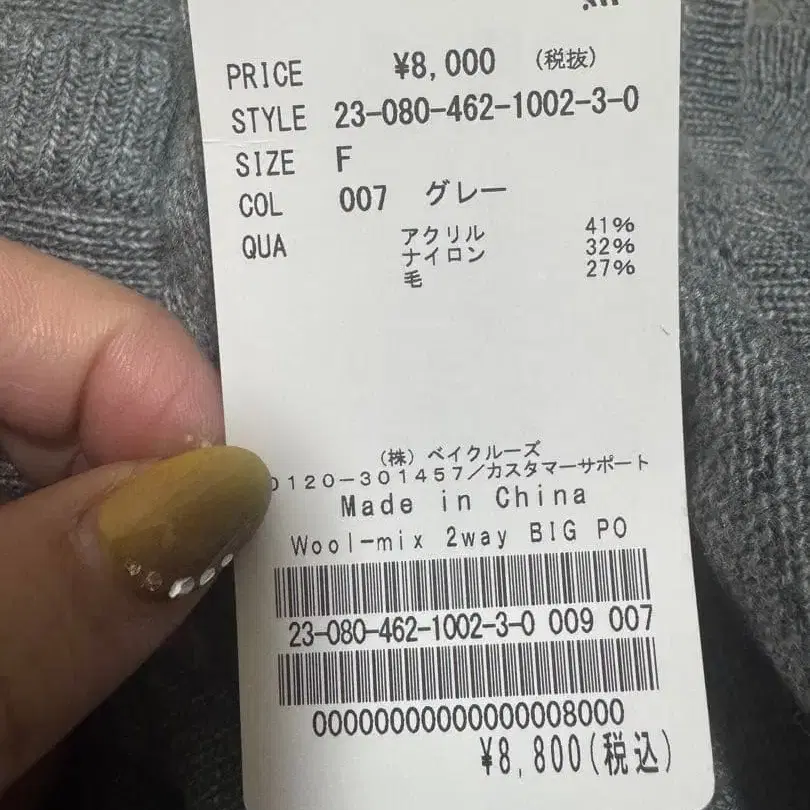 PRICE ¥8,000 (税抜)
STYLE 23-080-462-1002-3-0
SIZE F
COL 007 グレー
QUA アクリル 41%
ナイロン 32%
毛 27%
(株)ベイクルーズ
0120-301457/カスタマーサポート
Made in China
Wool-mix 2way BIG PO
23-080-462-1002-3-0 009 007
00000000000000008000
¥8,800(税込)